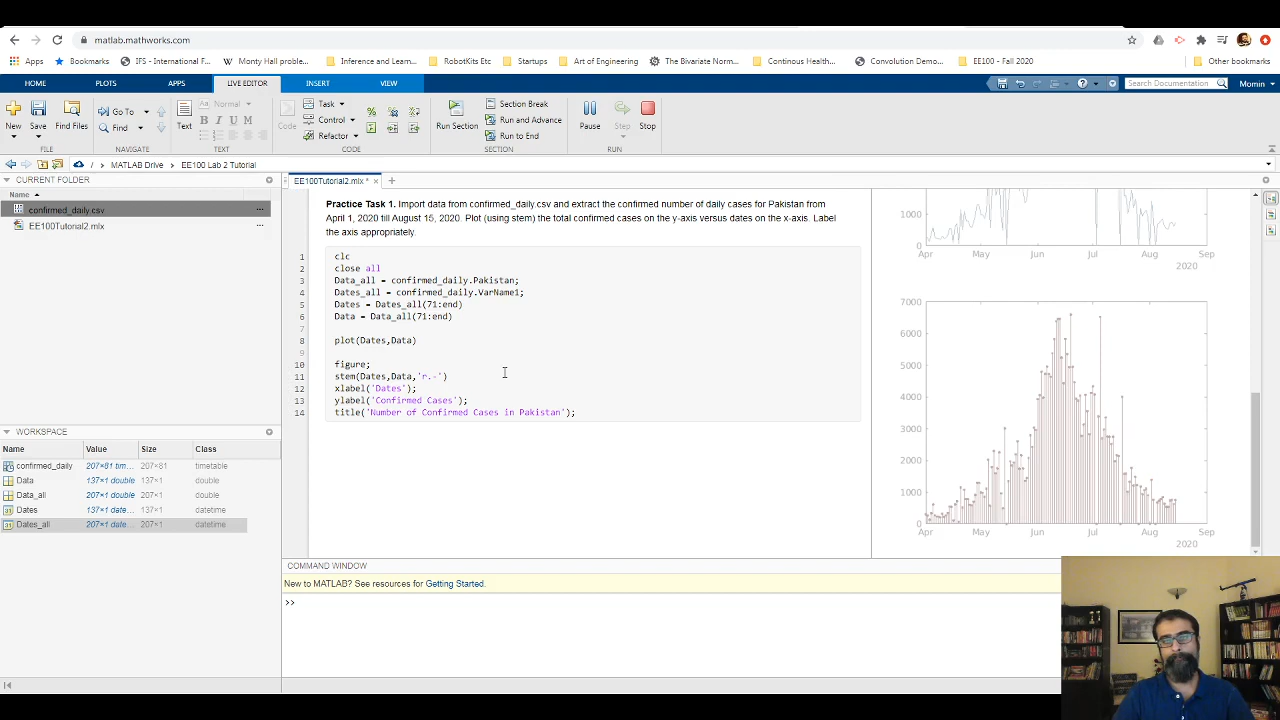 matlab.mathworks.com
Apps Bookmarks IFS - International F... Monty Hall proble... RobotKits Etc Inference and Learn... Startups Art of Engineering The Bivariate Norm... Continous Healthca... Convolution Demo... EE100 - Fall 2020 Other bookmarks
HOME PLOTS APPS LIVE EDITOR INSERT VIEW Search Documentation Momin
New Save Find Files Go To Find Text Normal B I U M Code Task Control Refactor Run Section Section Break Run and Advance Run to End Pause Step Stop
FILE NAVIGATE TEXT CODE SECTION RUN
/ MATLAB Drive EE100 Lab 2 Tutorial
CURRENT FOLDER
Name
confirmed_daily.csv ...
EE100Tutorial2.mlx ...
WORKSPACE
Name Value Size Class
confirmed_daily 207×81 tim... 207×81 timetable
Data 137×1 double 137×1 double
Data_all 207×1 double 207×1 double
Dates 137×1 date... 137×1 datetime
Dates_all 207×1 date... 207×1 datetime
EE100Tutorial2.mlx * × +
Practice Task 1. Import data from confirmed_daily.csv and extract the confirmed number of daily cases for Pakistan from
April 1, 2020 till August 15, 2020. Plot (using stem) the total confirmed cases on the y-axis versus dates on the x-axis. Label
the axis appropriately.
1 clc
2 close all
3 Data_all = confirmed_daily.Pakistan;
4 Dates_all = confirmed_daily.VarName1;
5 Dates = Dates_all(71:end)
6 Data = Data_all(71:end)
7
8 plot(Dates,Data)
9
10 figure;
11 stem(Dates,Data,'r.-')
12 xlabel('Dates');
13 ylabel('Confirmed Cases');
14 title('Number of Confirmed Cases in Pakistan');
1000
0
Apr May Jun Jul Aug Sep
2020
7000
6000
5000
4000
3000
2000
1000
0
Apr May Jun Jul Aug Sep
2020
COMMAND WINDOW
New to MATLAB? See resources for Getting Started.
>>